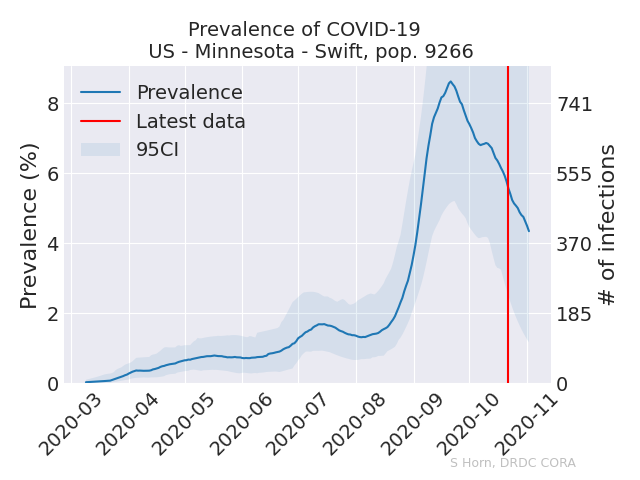 Prevalence of COVID-19
US - Minnesota - Swift, pop. 9266
Prevalence
Latest data
95CI
Prevalence (%)
8
6
4
2
0
741
555
370
185
0
# of infections
2020-03
2020-04
2020-05
2020-06
2020-07
2020-08
2020-09
2020-10
2020-11
S Horn, DRDC CORA